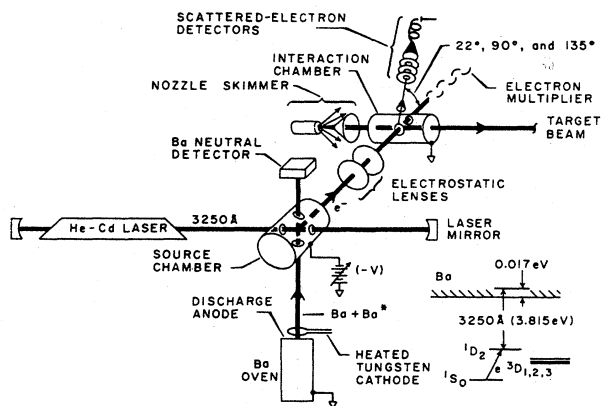 SCATTERED-ELECTRON
DETECTORS
22°, 90°, and 135°
INTERACTION
CHAMBER
ELECTRON
MULTIPLIER
NOZZLE SKIMMER
TARGET
BEAM
Ba NEUTRAL
DETECTOR
ELECTROSTATIC
LENSES
e-
He-Cd LASER
3250Å
LASER
MIRROR
SOURCE
CHAMBER
(-V)
Ba
0.017eV
3250Å (3.815eV)
DISCHARGE
ANODE
Ba + Ba*
HEATED
TUNGSTEN
CATHODE
Ba
OVEN
¹D₂
¹S₀
e
³D₁,₂,₃